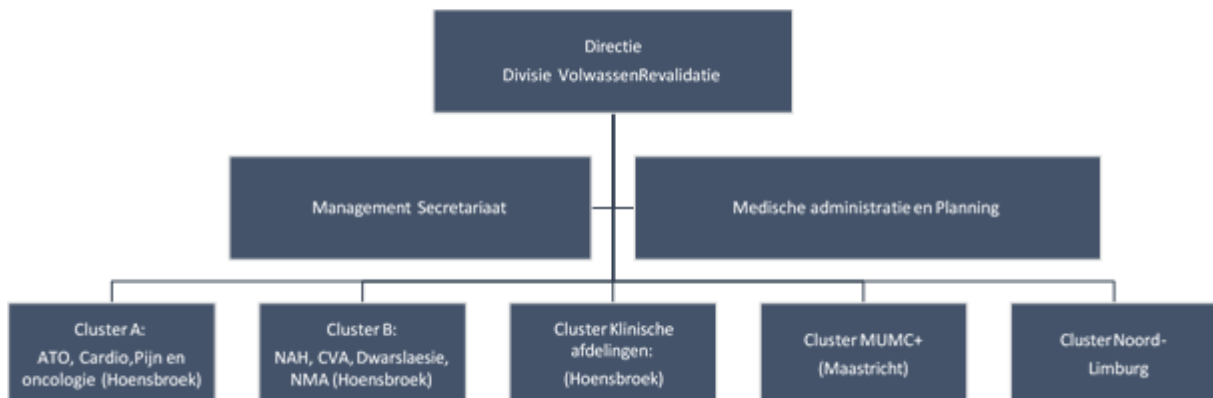 Directie
Divisie VolwassenRevalidatie
Management Secretariaat
Medische administratie en Planning
Cluster A:
ATO, Cardio, Pijn en
oncologie (Hoensbroek)
Cluster B:
NAH, CVA, Dwarslaesie,
NMA (Hoensbroek)
Cluster Klinische
afdelingen:
(Hoensbroek)
Cluster MUMC+
(Maastricht)
Cluster Noord-
Limburg